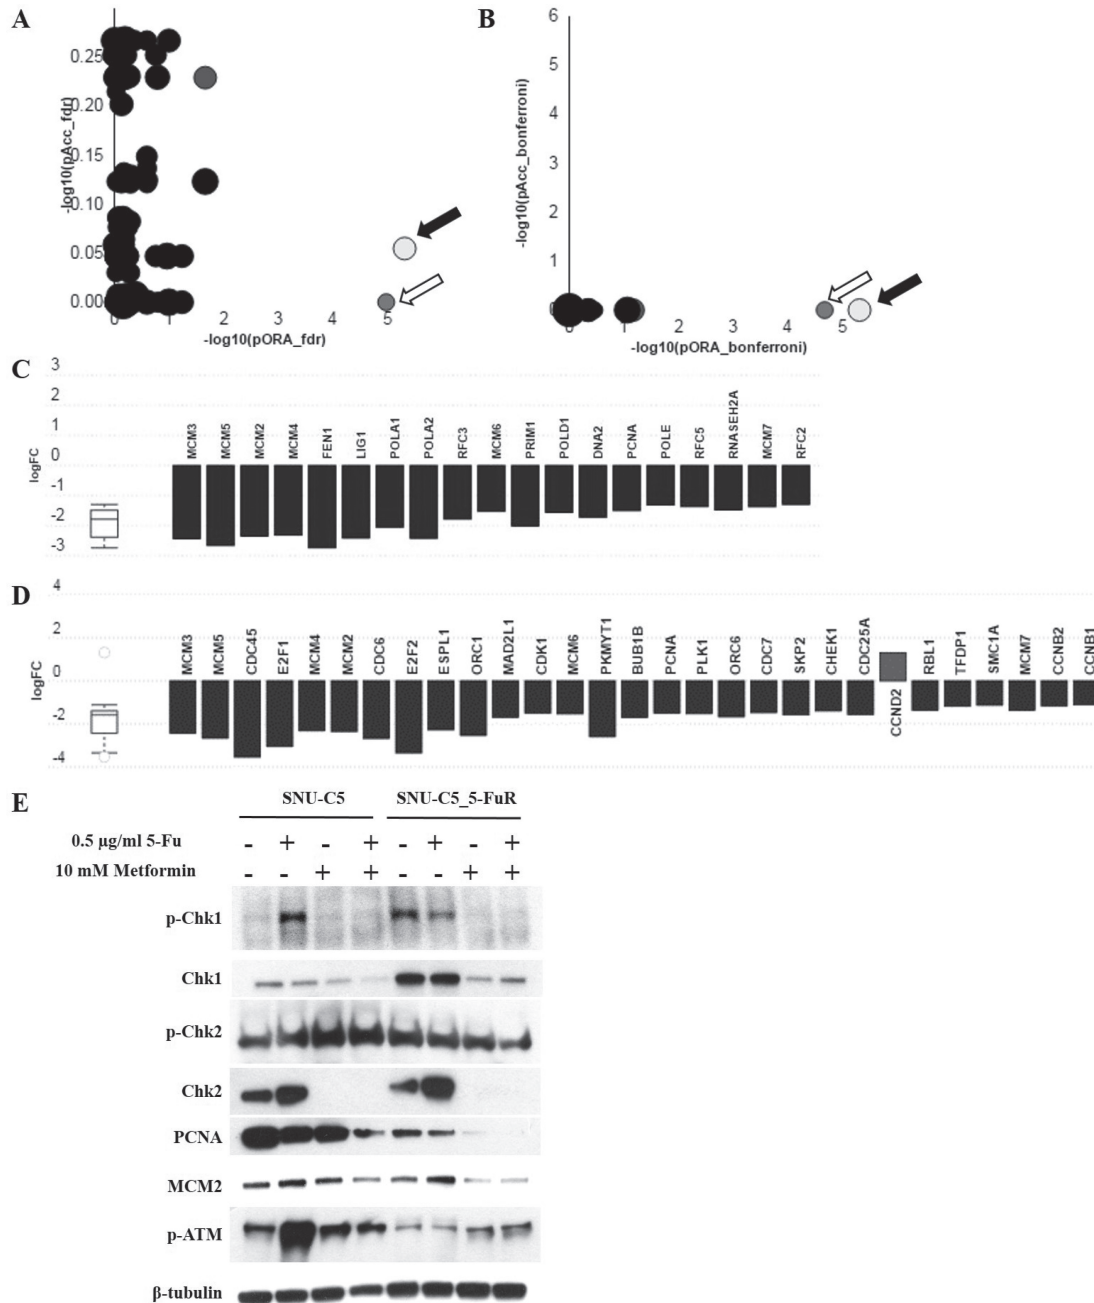 A
-log10(pAcc_fdr)
0.25
0.20
0.15
0.10
0.05
0.00
0 1 2 3 4 5
-log10(pORA_fdr)
B
-log10(pAcc_bonferroni)
6
5
4
3
2
1
0
0 1 2 3 4 5
-log10(pORA_bonferroni)
C
logFC
3
2
1
0
-1
-2
-3
MCM3 MCM5 MCM2 MCM4 FEN1 LIG1 POLA1 POLA2 RFC3 MCM6 PRIM1 POLD1 DNA2 PCNA POLE RFC5 RNASEH2A MCM7 RFC2
D
logFC
4
2
0
-2
-4
MCM3 MCM5 CDC45 E2F1 MCM4 MCM2 CDC6 E2F2 ESPL1 ORC1 MAD2L1 CDK1 MCM6 PKMYT1 BUB1B PCNA PLK1 ORC6 CDC7 SKP2 CHEK1 CDC25A CCND2 RBL1 TFDP1 SMC1A MCM7 CCNB2 CCNB1
E
SNU-C5 SNU-C5_5-FuR
0.5 µg/ml 5-Fu - + - + - + - +
10 mM Metformin - - + + - - + +
p-Chk1
Chk1
p-Chk2
Chk2
PCNA
MCM2
p-ATM
β-tubulin